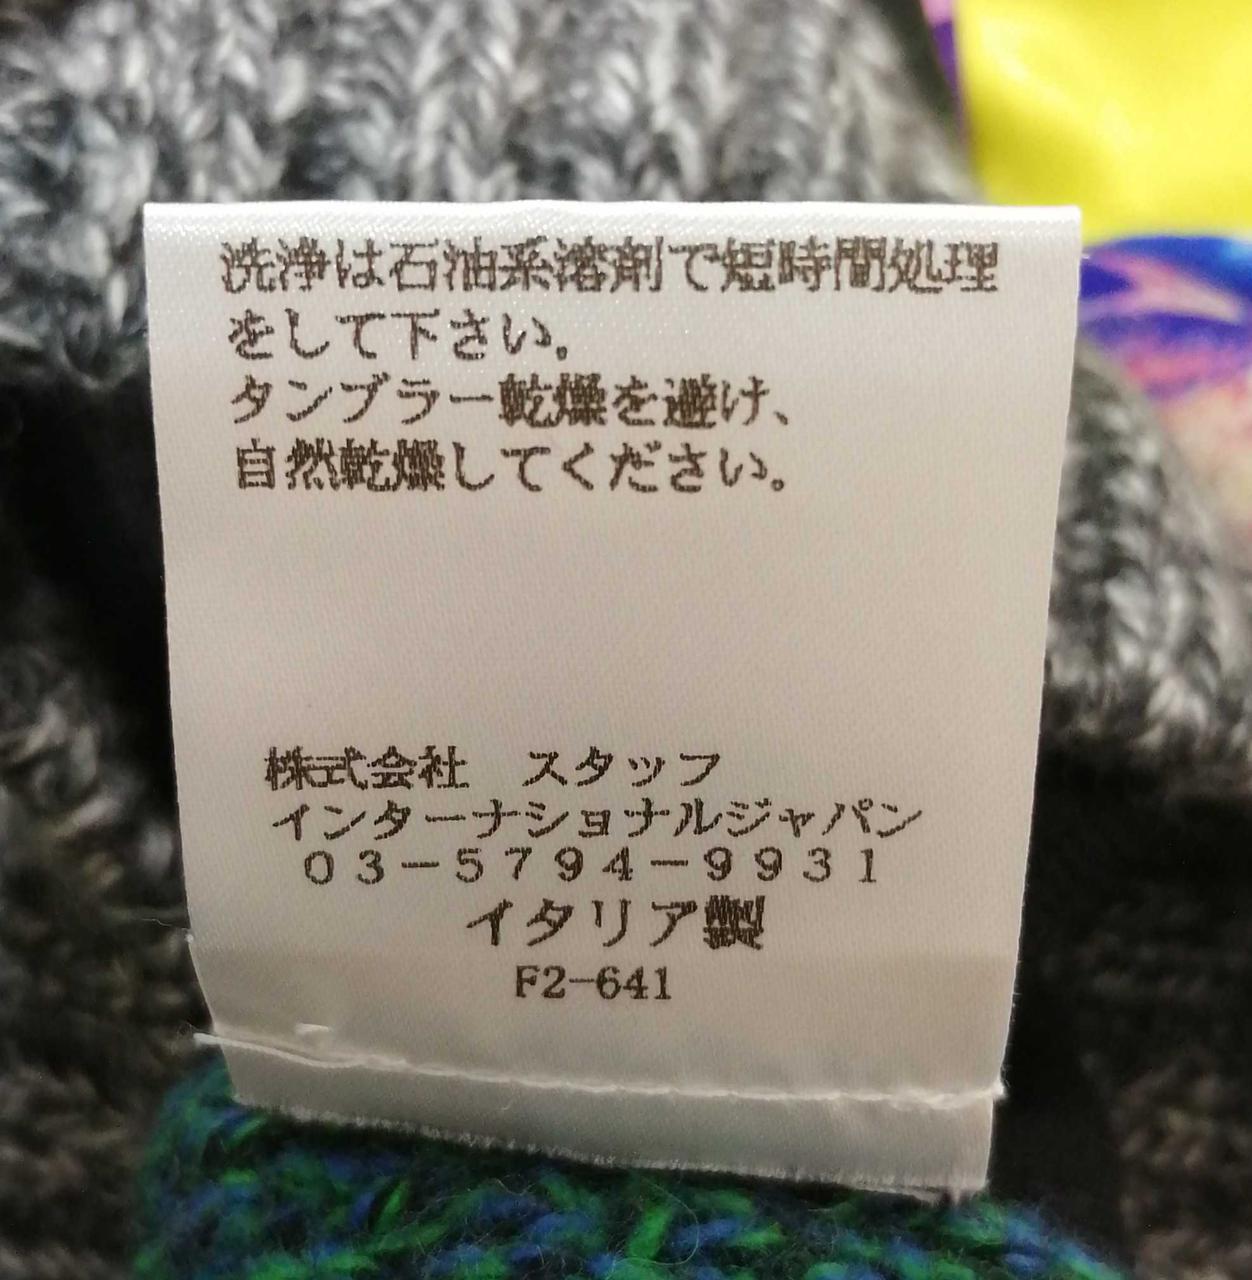 洗浄は石油系溶剤で短時間処理
をして下さい。
タンブラー乾燥を避け、
自然乾燥してください。
株式会社　スタッフ
インターナショナルジャパン
０３－５７９４－９９３１
イタリア製
F2-641